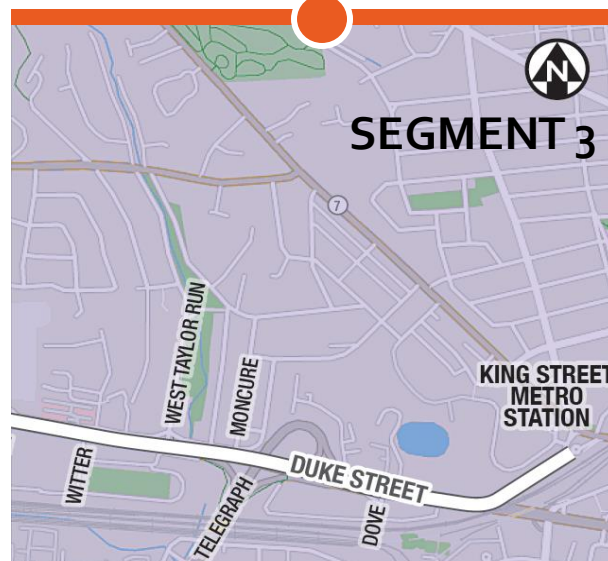 N
SEGMENT 3
7
WEST TAYLOR RUN
MONCURE
KING STREET
METRO
STATION
WITTER
TELEGRAPH
DUKE STREET
DOVE